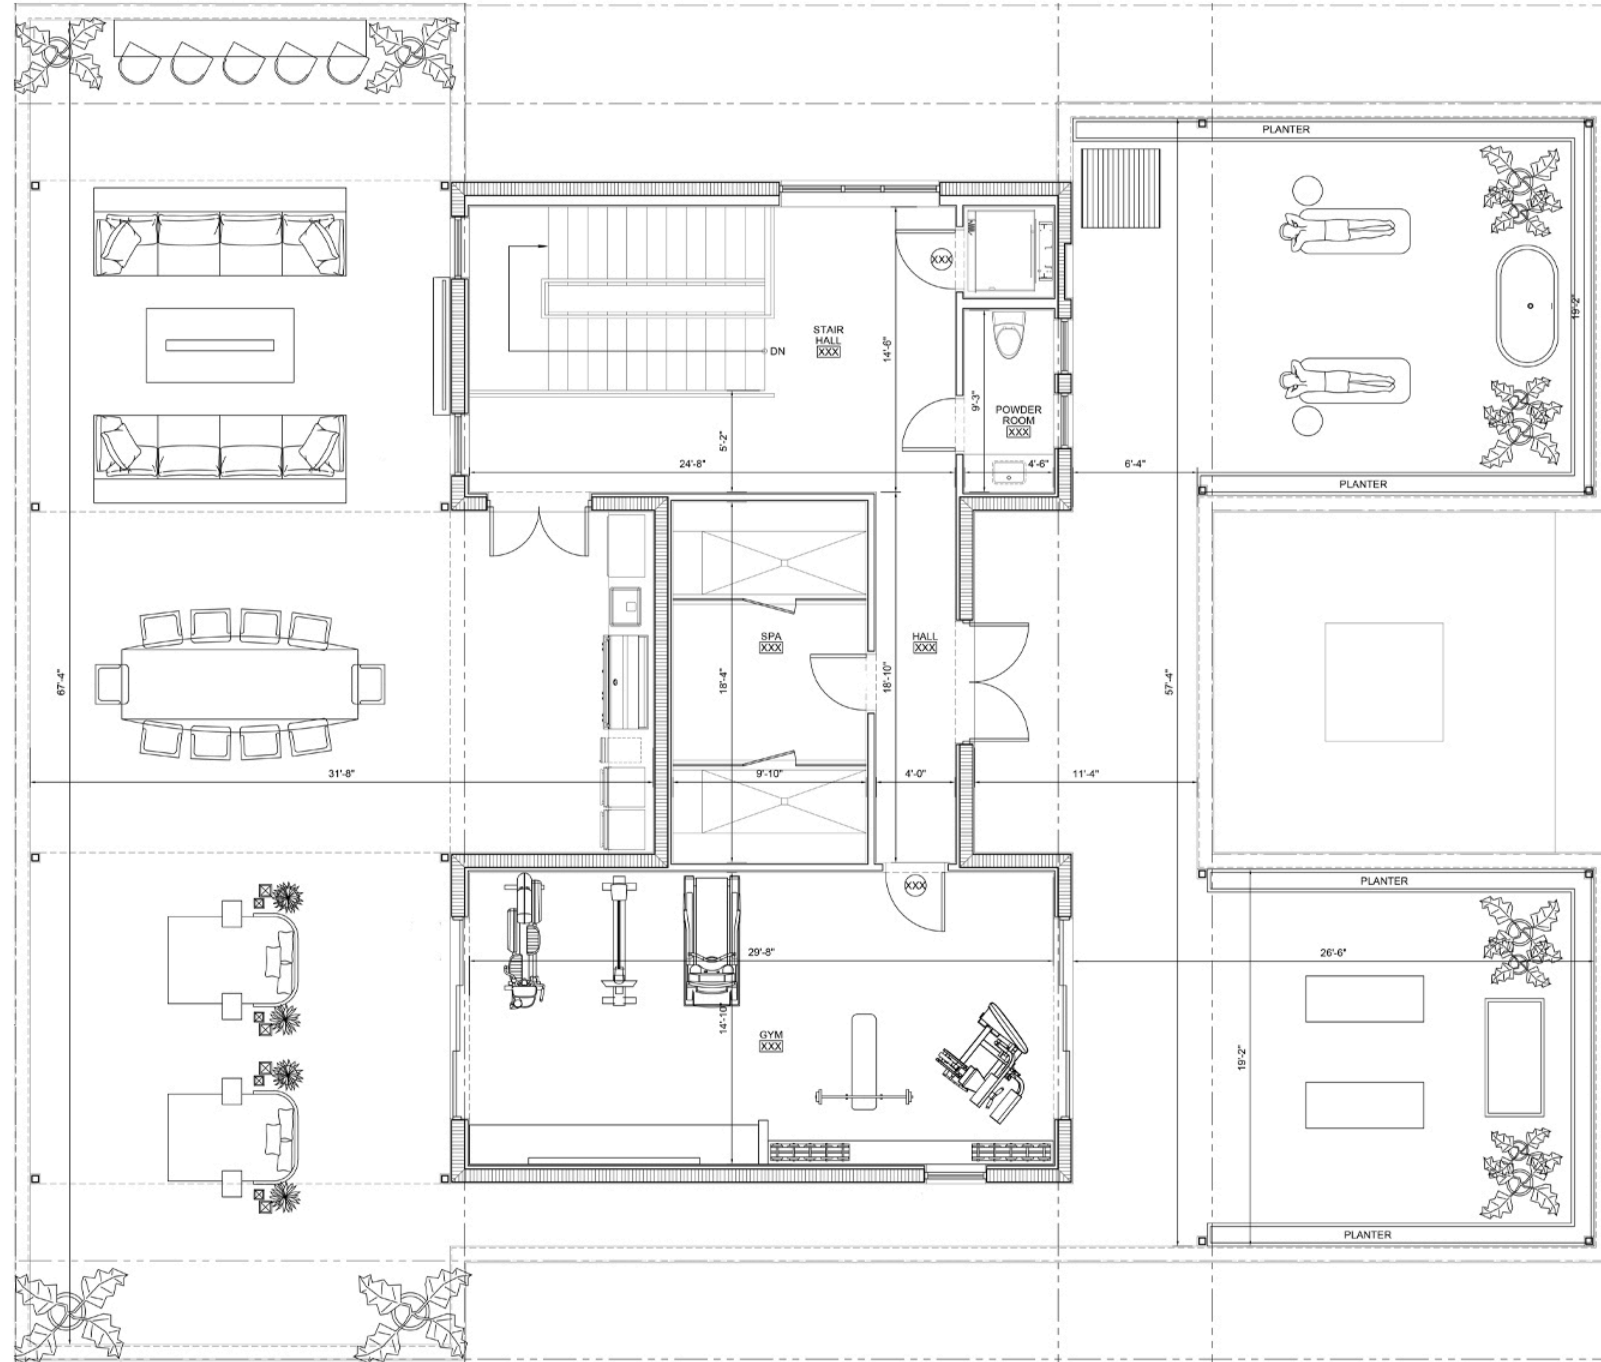 PLANTER
XXX
19'-2"
STAIR
HALL
XXX
14'-6"
DN
9'-3"
POWDER
ROOM
XXX
5'-2"
24'-8"
4'-6"
6'-4"
PLANTER
SPA
XXX
HALL
XXX
67'-4"
18'-4"
18'-10"
57'-4"
31'-8"
9'-10"
4'-0"
11'-4"
PLANTER
XXX
29'-8"
26'-6"
14'-10"
GYM
XXX
19'-2"
PLANTER